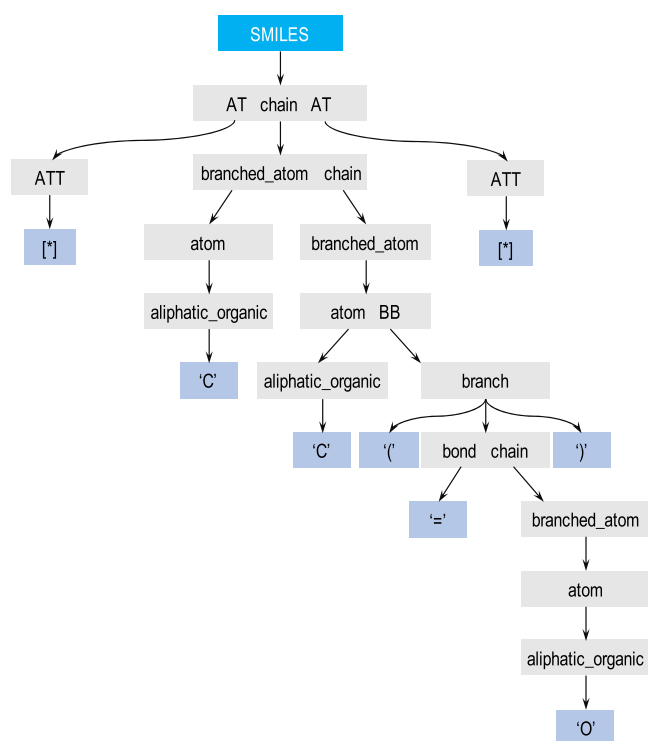 SMILES
AT chain AT
ATT
branched_atom chain
ATT
[*]
atom
branched_atom
[*]
aliphatic_organic
atom BB
‘C’
aliphatic_organic
branch
‘C’
‘(’
bond chain
‘)’
‘=’
branched_atom
atom
aliphatic_organic
‘O’